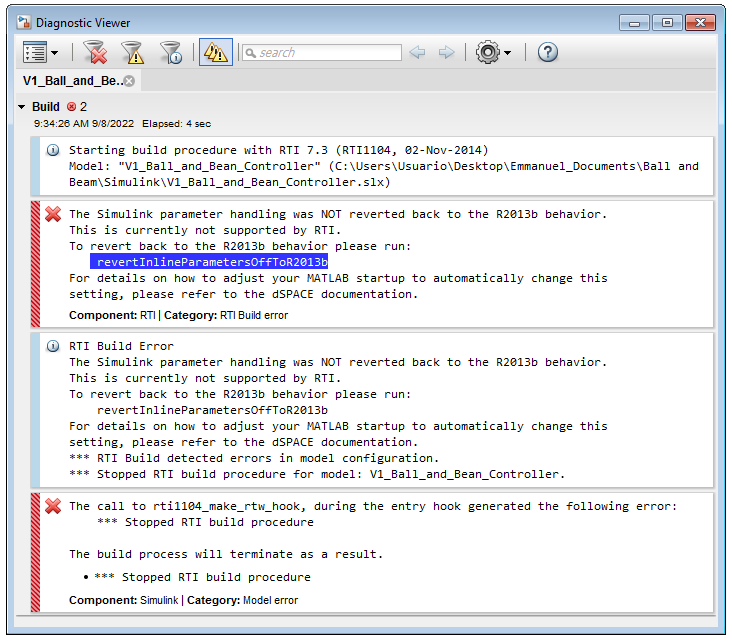 Diagnostic Viewer
search
V1_Ball_and_Be..
Build 2
9:34:26 AM 9/8/2022 Elapsed: 4 sec
Starting build procedure with RTI 7.3 (RTI1104, 02-Nov-2014)
Model: "V1_Ball_and_Bean_Controller" (C:\Users\Usuario\Desktop\Emmanuel_Documents\Ball and
Beam\Simulink\V1_Ball_and_Bean_Controller.slx)
The Simulink parameter handling was NOT reverted back to the R2013b behavior.
This is currently not supported by RTI.
To revert back to the R2013b behavior please run:
revertInlineParametersOffToR2013b
For details on how to adjust your MATLAB startup to automatically change this
setting, please refer to the dSPACE documentation.
Component: RTI | Category: RTI Build error
RTI Build Error
The Simulink parameter handling was NOT reverted back to the R2013b behavior.
This is currently not supported by RTI.
To revert back to the R2013b behavior please run:
revertInlineParametersOffToR2013b
For details on how to adjust your MATLAB startup to automatically change this
setting, please refer to the dSPACE documentation.
*** RTI Build detected errors in model configuration.
*** Stopped RTI build procedure for model: V1_Ball_and_Bean_Controller.
The call to rti1104_make_rtw_hook, during the entry hook generated the following error:
*** Stopped RTI build procedure
The build process will terminate as a result.
• *** Stopped RTI build procedure
Component: Simulink | Category: Model error